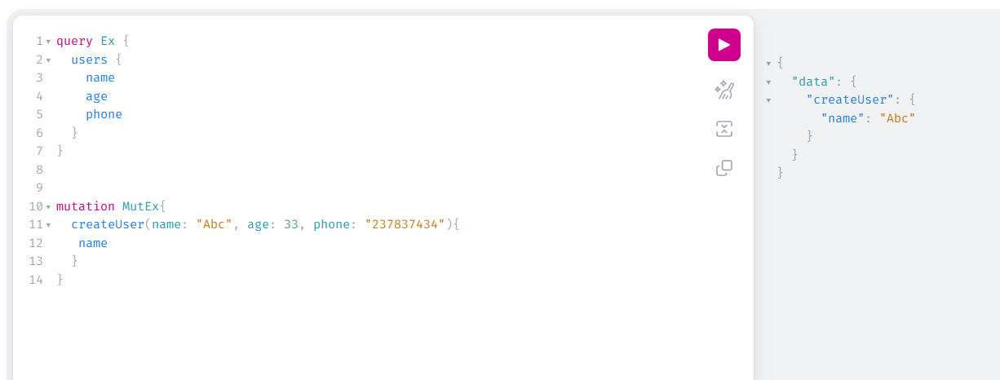 1 query Ex {
2   users {
3     name
4     age
5     phone
6   }
7 }
8
9
10 mutation MutEx{
11   createUser(name: "Abc", age: 33, phone: "237837434"){
12    name
13   }
14 }
{
  "data": {
    "createUser": {
      "name": "Abc"
    }
  }
}